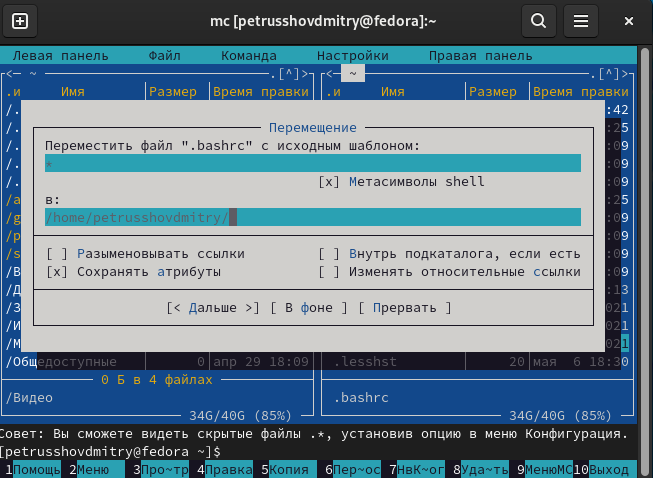 mc [petrusshovdmitry@fedora]:~
Левая панель Файл Команда Настройки Правая панель
<— ~ .[^]> <— ~ .[^]>
.и Имя Размер Время правки .и Имя Размер Время правки
/. :42
Перемещение
/. :25
Переместить файл ".bashrc" с исходным шаблоном:
/. :09
*
/. :09
[x] Метасимволы shell
/. :09
в:
/a :25
/home/petrusshovdmitry/
/g :09
/p :09
[ ] Разыменовывать ссылки [ ] Внутрь подкаталога, если есть
/s :09
[x] Сохранять атрибуты [ ] Изменять относительные ссылки
/В :09
/Д :13
[< Дальше >] [ В фоне ] [ Прервать ]
/З 021
/И 021
/М 021
/Общедоступные 0 апр 29 18:09 .lesshst 20 мая 6 18:30
0 Б в 4 файлах
/Видео .bashrc
34G/40G (85%) 34G/40G (85%)
Совет: Вы сможете видеть скрытые файлы .*, установив опцию в меню Конфигурация.
[petrusshovdmitry@fedora ~]$
1Помощь 2Меню 3Про~тр 4Правка 5Копия 6Пер~ос 7НвК~ог 8Уда~ть 9МенюMC 10Выход